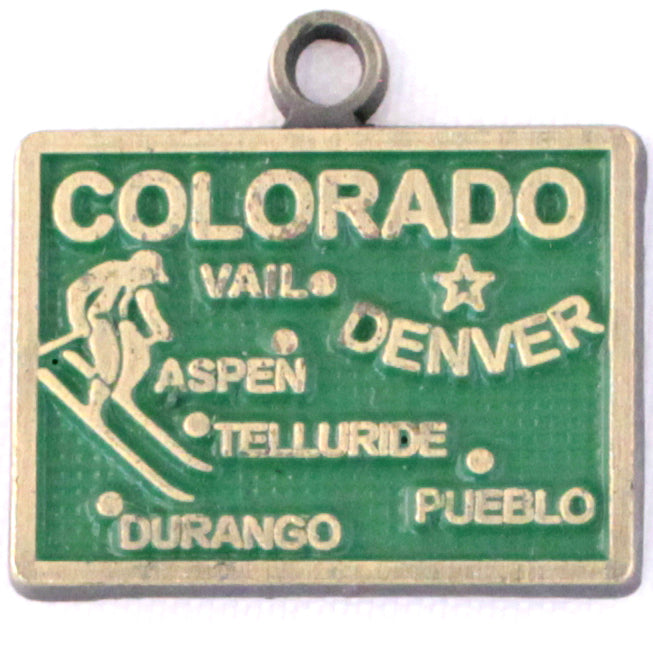 COLORADO
VAIL
DENVER
ASPEN
TELLURIDE
PUEBLO
DURANGO